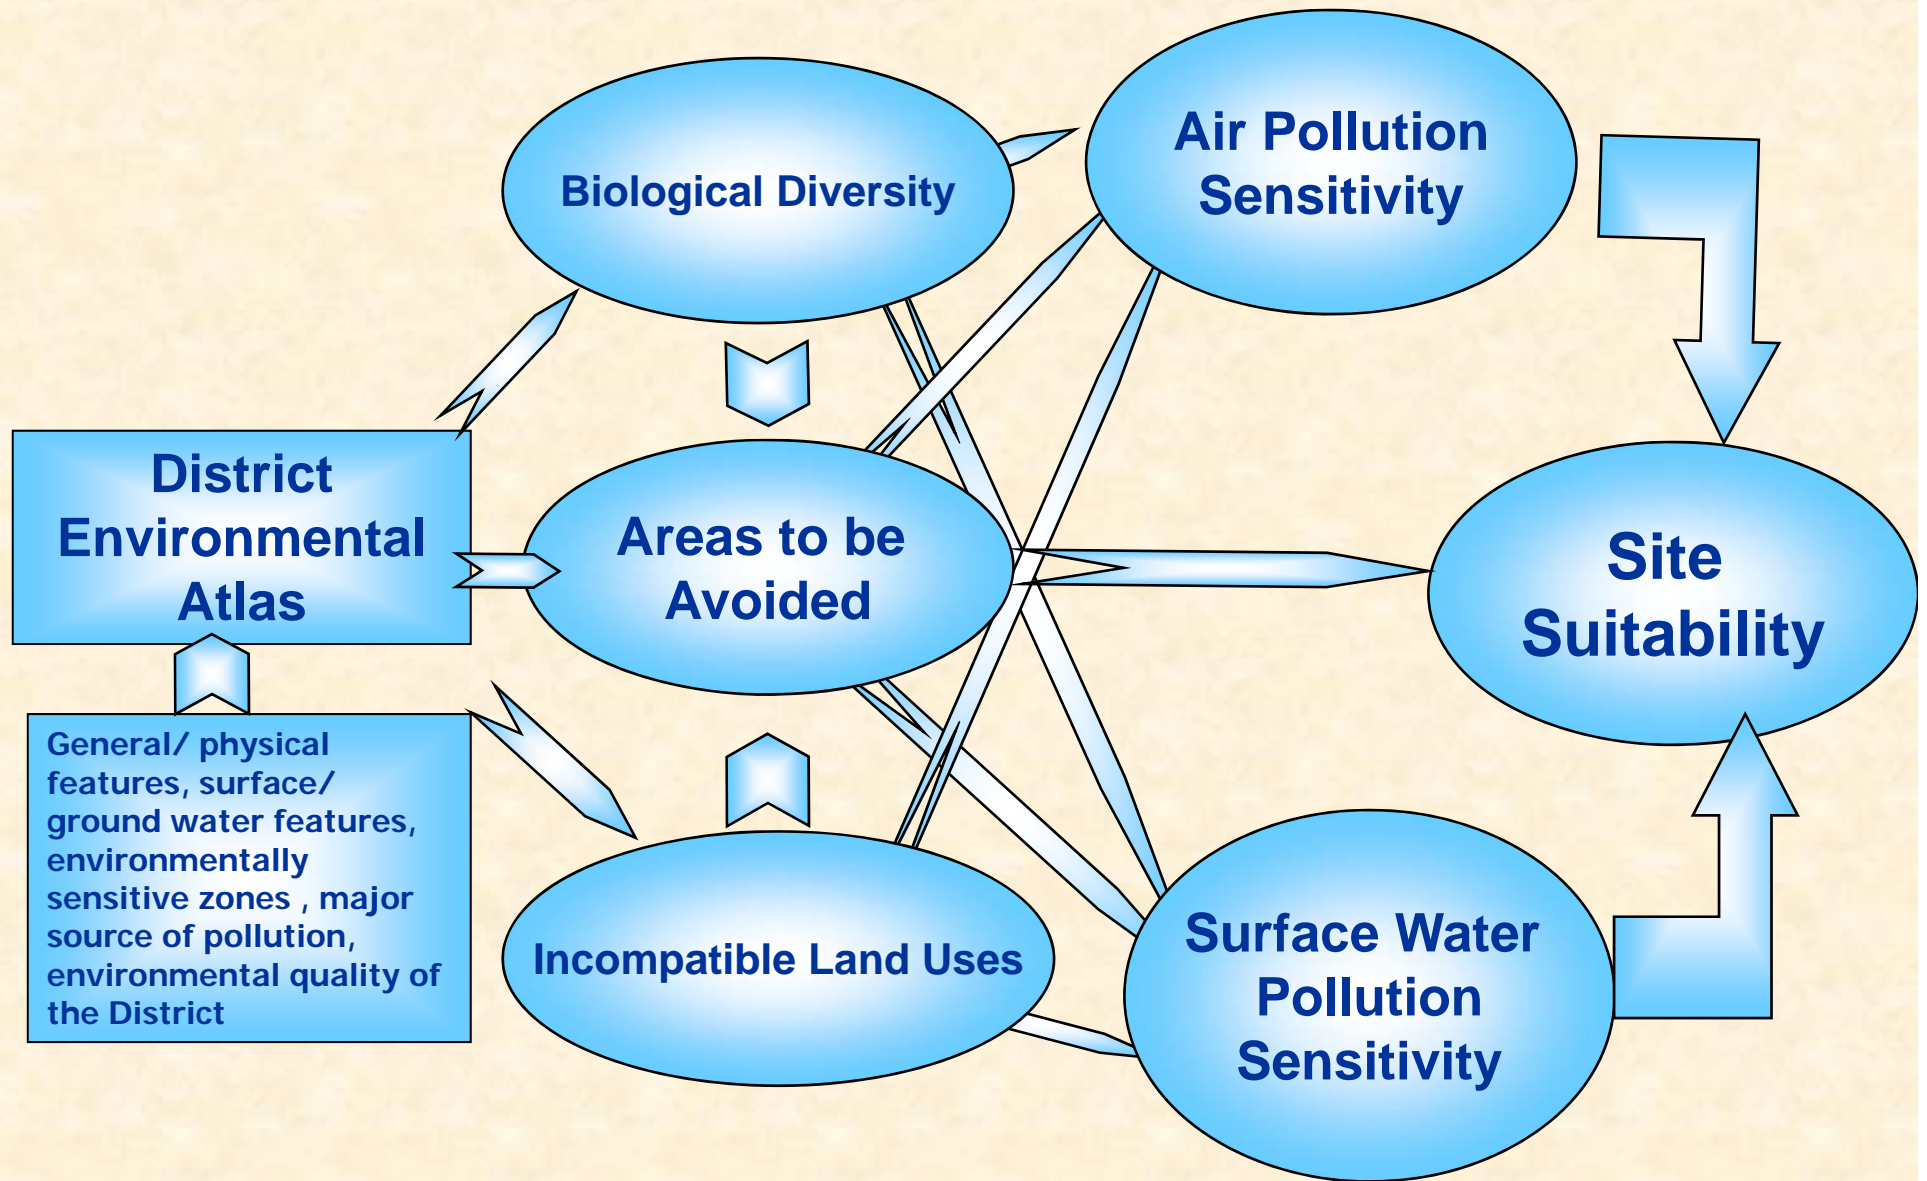 Biological Diversity
Air Pollution
Sensitivity
District
Environmental
Atlas
Areas to be
Avoided
Site
Suitability
General/ physical
features, surface/
ground water features,
environmentally
sensitive zones , major
source of pollution,
environmental quality of
the District
Incompatible Land Uses
Surface Water
Pollution
Sensitivity